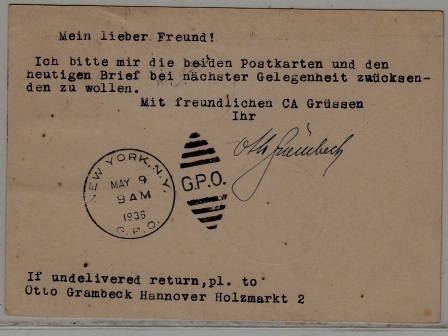 Mein lieber Freund!
Ich bitte mir die beiden Postkarten und den
heutigen Brief bei nächster Gelegenheit zurücksen-
den zu wollen.
Mit freundlichen CA Grüssen
Ihr
Otto Grambeck
NEW YORK, N.Y.
MAY 9
9 AM
1936
G.P.O.
G.P.O.
If undelivered return,pl. to
Otto Grambeck Hannover Holzmarkt 2